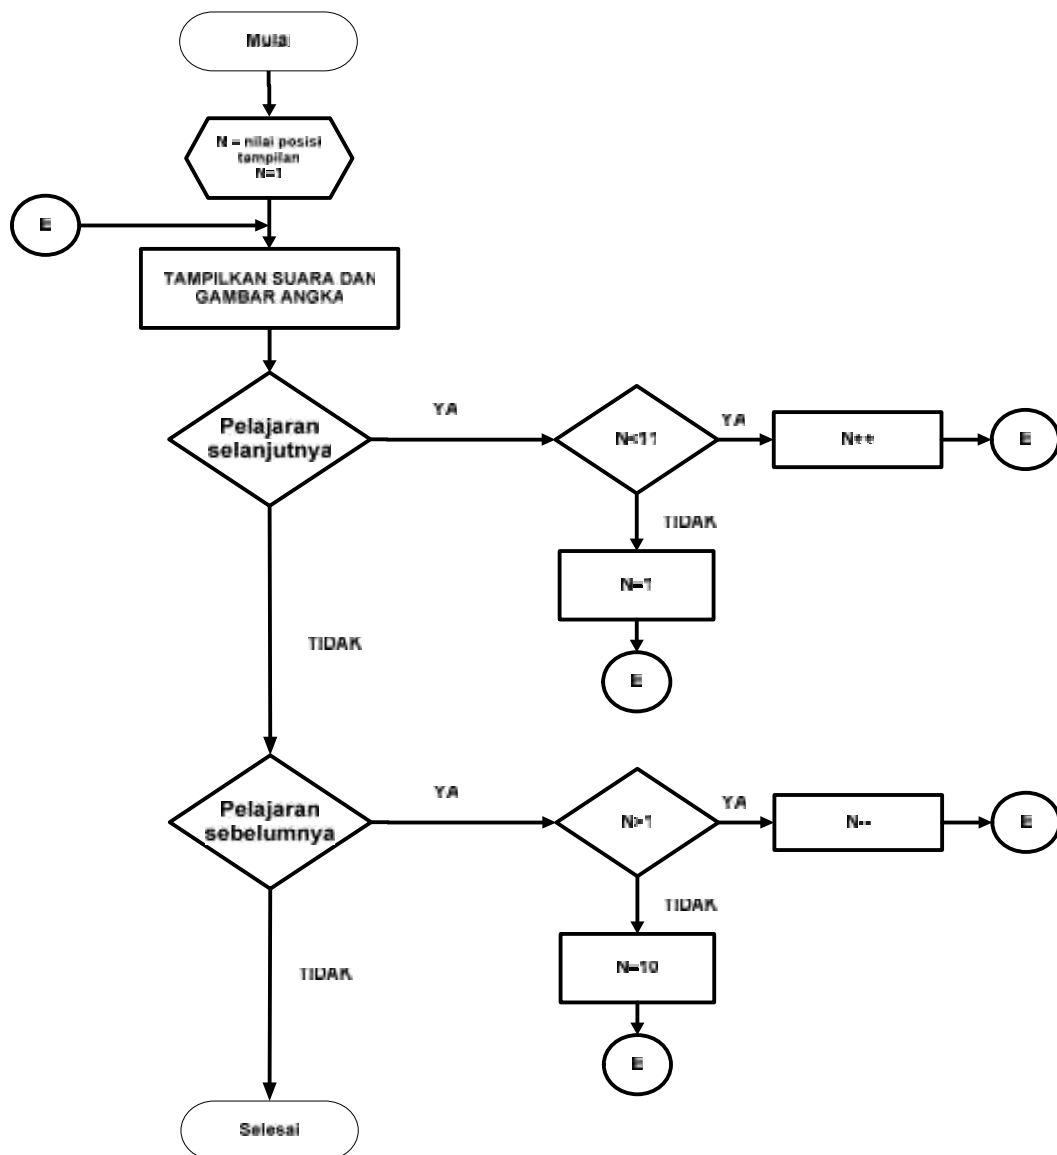 Mulai
N = nilai posisi
tampilan
N=1
E
TAMPILKAN SUARA DAN
GAMBAR ANGKA
Pelajaran
selanjutnya
YA
N<11
YA
N++
E
TIDAK
N=1
E
TIDAK
Pelajaran
sebelumnya
YA
N>1
YA
N--
E
TIDAK
N=10
E
TIDAK
Selesai